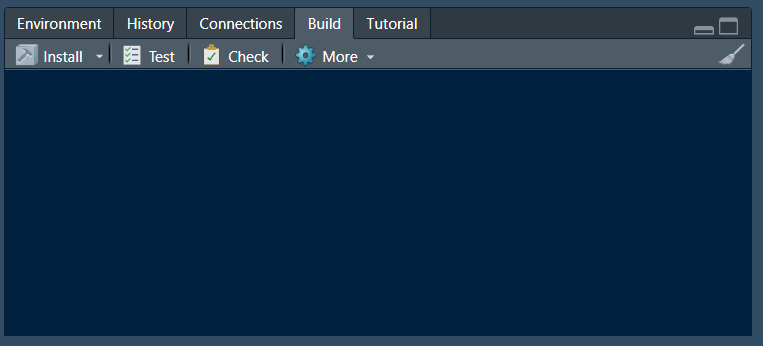 Environment History Connections Build Tutorial
Install Test Check More